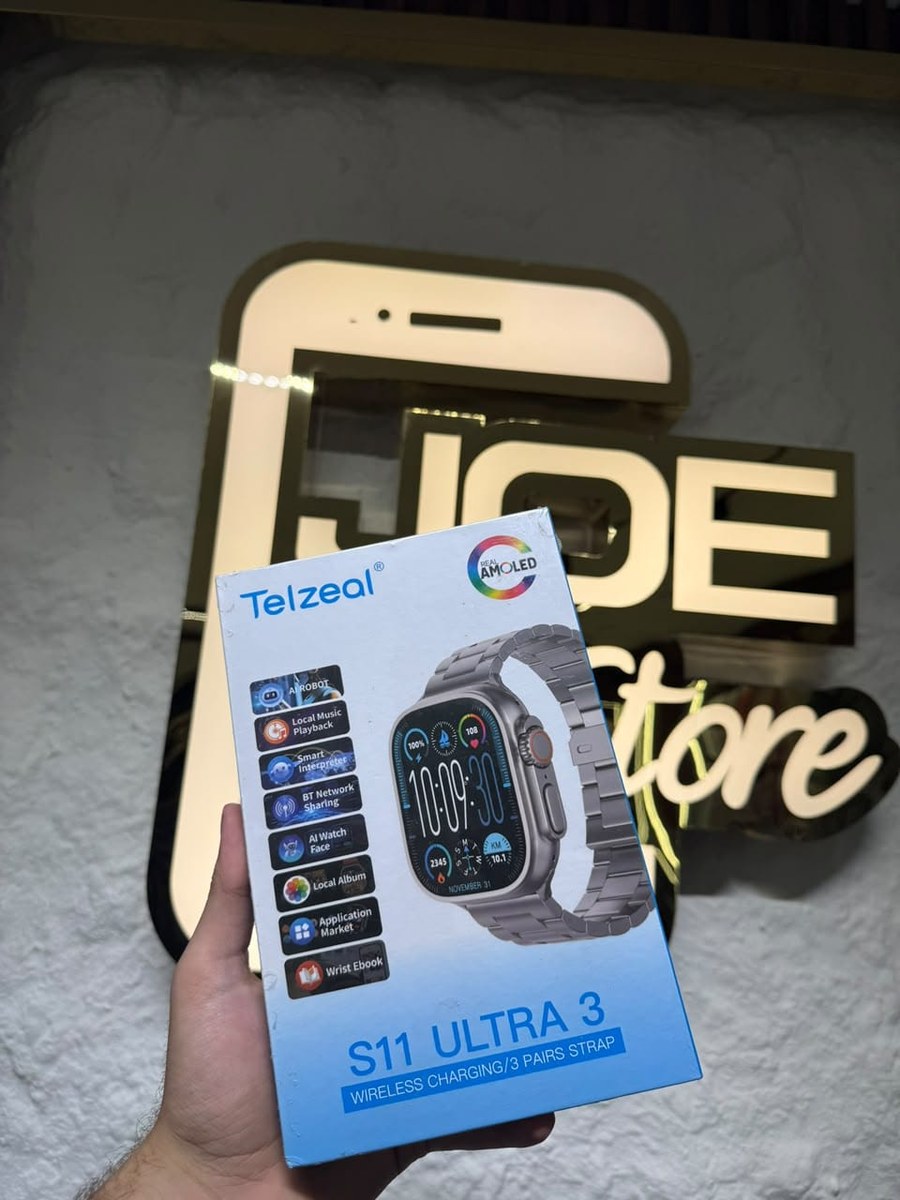 JOE
Store
Telzeal®
REAL
AMOLED
AI ROBOT
Local Music
Playback
Smart
Interpreter
BT Network
Sharing
AI Watch
Face
Local Album
Application
Market
Wrist Ebook
100%
108
10:09:30
2345
KM
10.1
NOVEMBER 31
S11 ULTRA 3
WIRELESS CHARGING/3 PAIRS STRAP